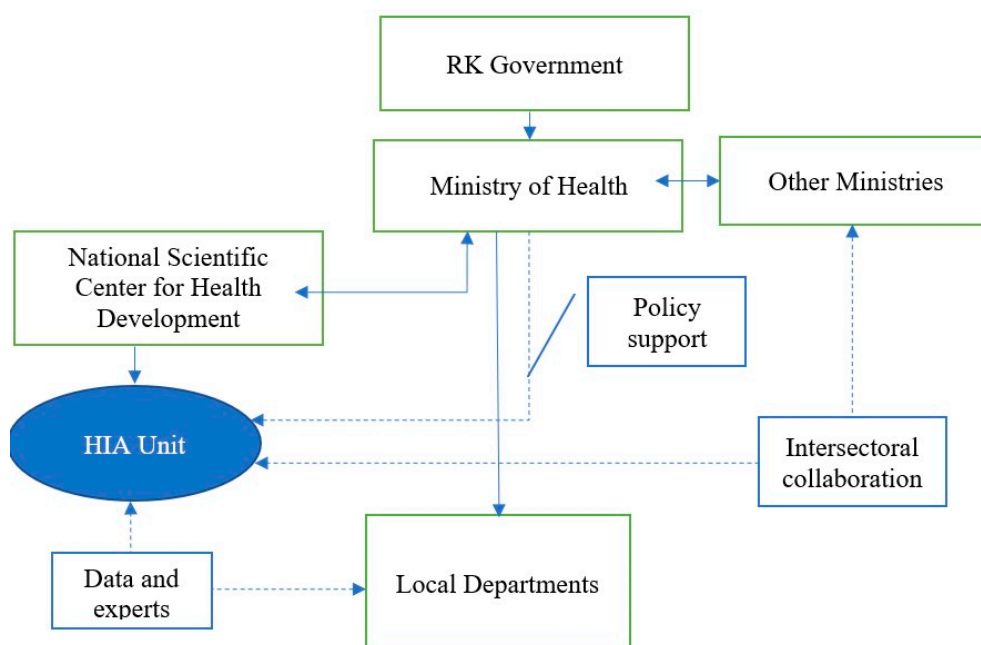 RK Government
Ministry of Health
Other Ministries
National Scientific
Center for Health
Development
Policy
support
HIA Unit
Intersectoral
collaboration
Data and
experts
Local Departments